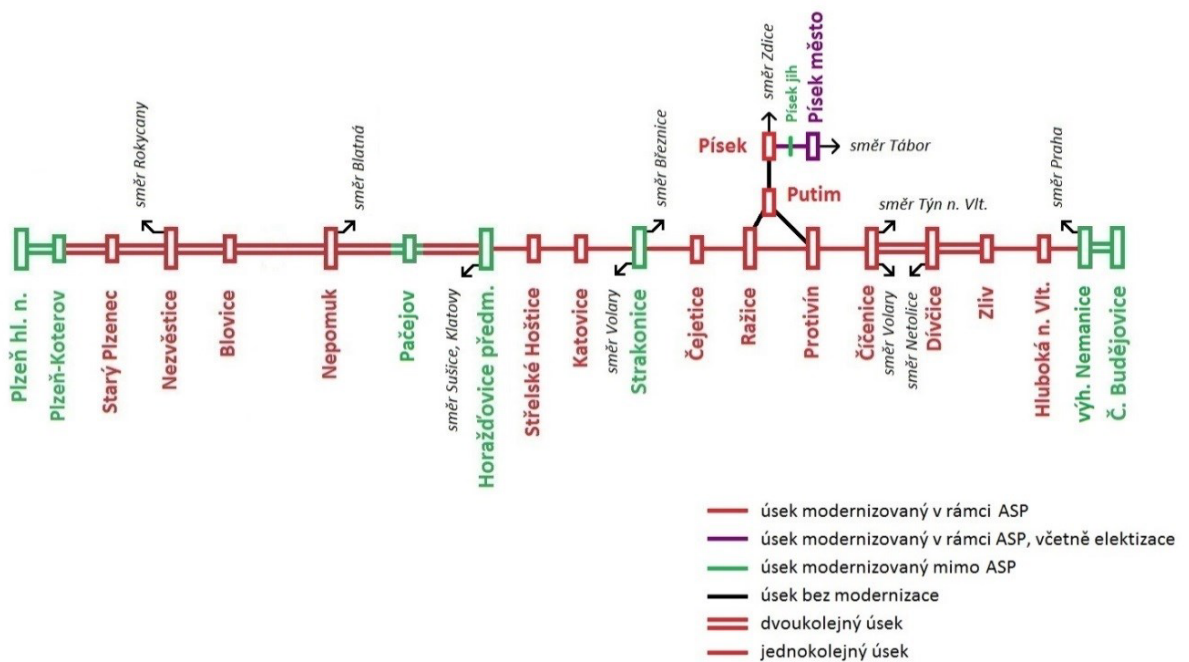 směr Zdice
Písek jih
Písek město
Písek
směr Tábor
Putim
směr Rokycany
směr Blatná
směr Březnice
směr Týn n. Vlt.
směr Praha
Plzeň hl. n.
Plzeň-Koterov
Starý Plzenec
Nezvěstice
Blovice
Nepomuk
Pačejov
směr Sušice, Klatovy
Horažďovice předm.
Střelské Hoštice
Katovice
směr Volary
Strakonice
Čejetice
Ražice
Protivín
Číčenice
směr Volary
směr Netolice
Dívčice
Zliv
Hluboká n. Vlt.
výh. Nemanice
Č. Budějovice
úsek modernizovaný v rámci ASP
úsek modernizovaný v rámci ASP, včetně elektizace
úsek modernizovaný mimo ASP
úsek bez modernizace
dvoukolejný úsek
jednokolejný úsek